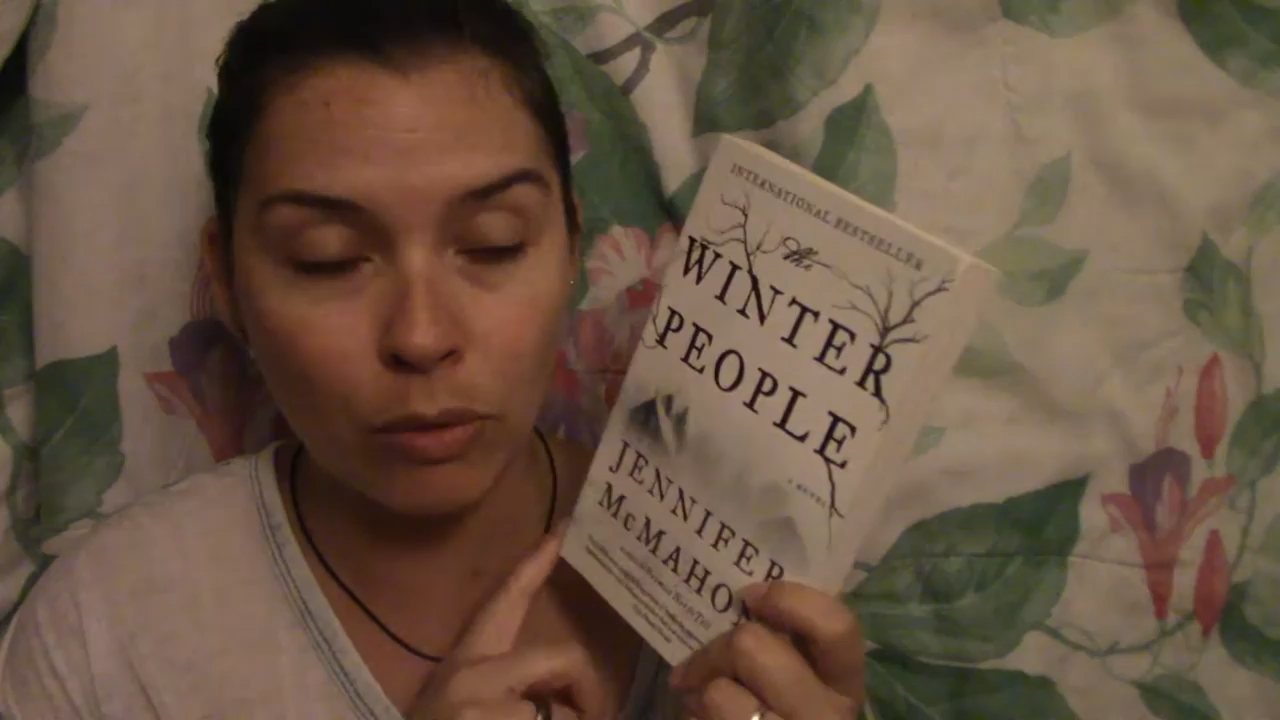 INTERNATIONAL BESTSELLER
The
WINTER
PEOPLE
A NOVEL
JENNIFER
McMAHON